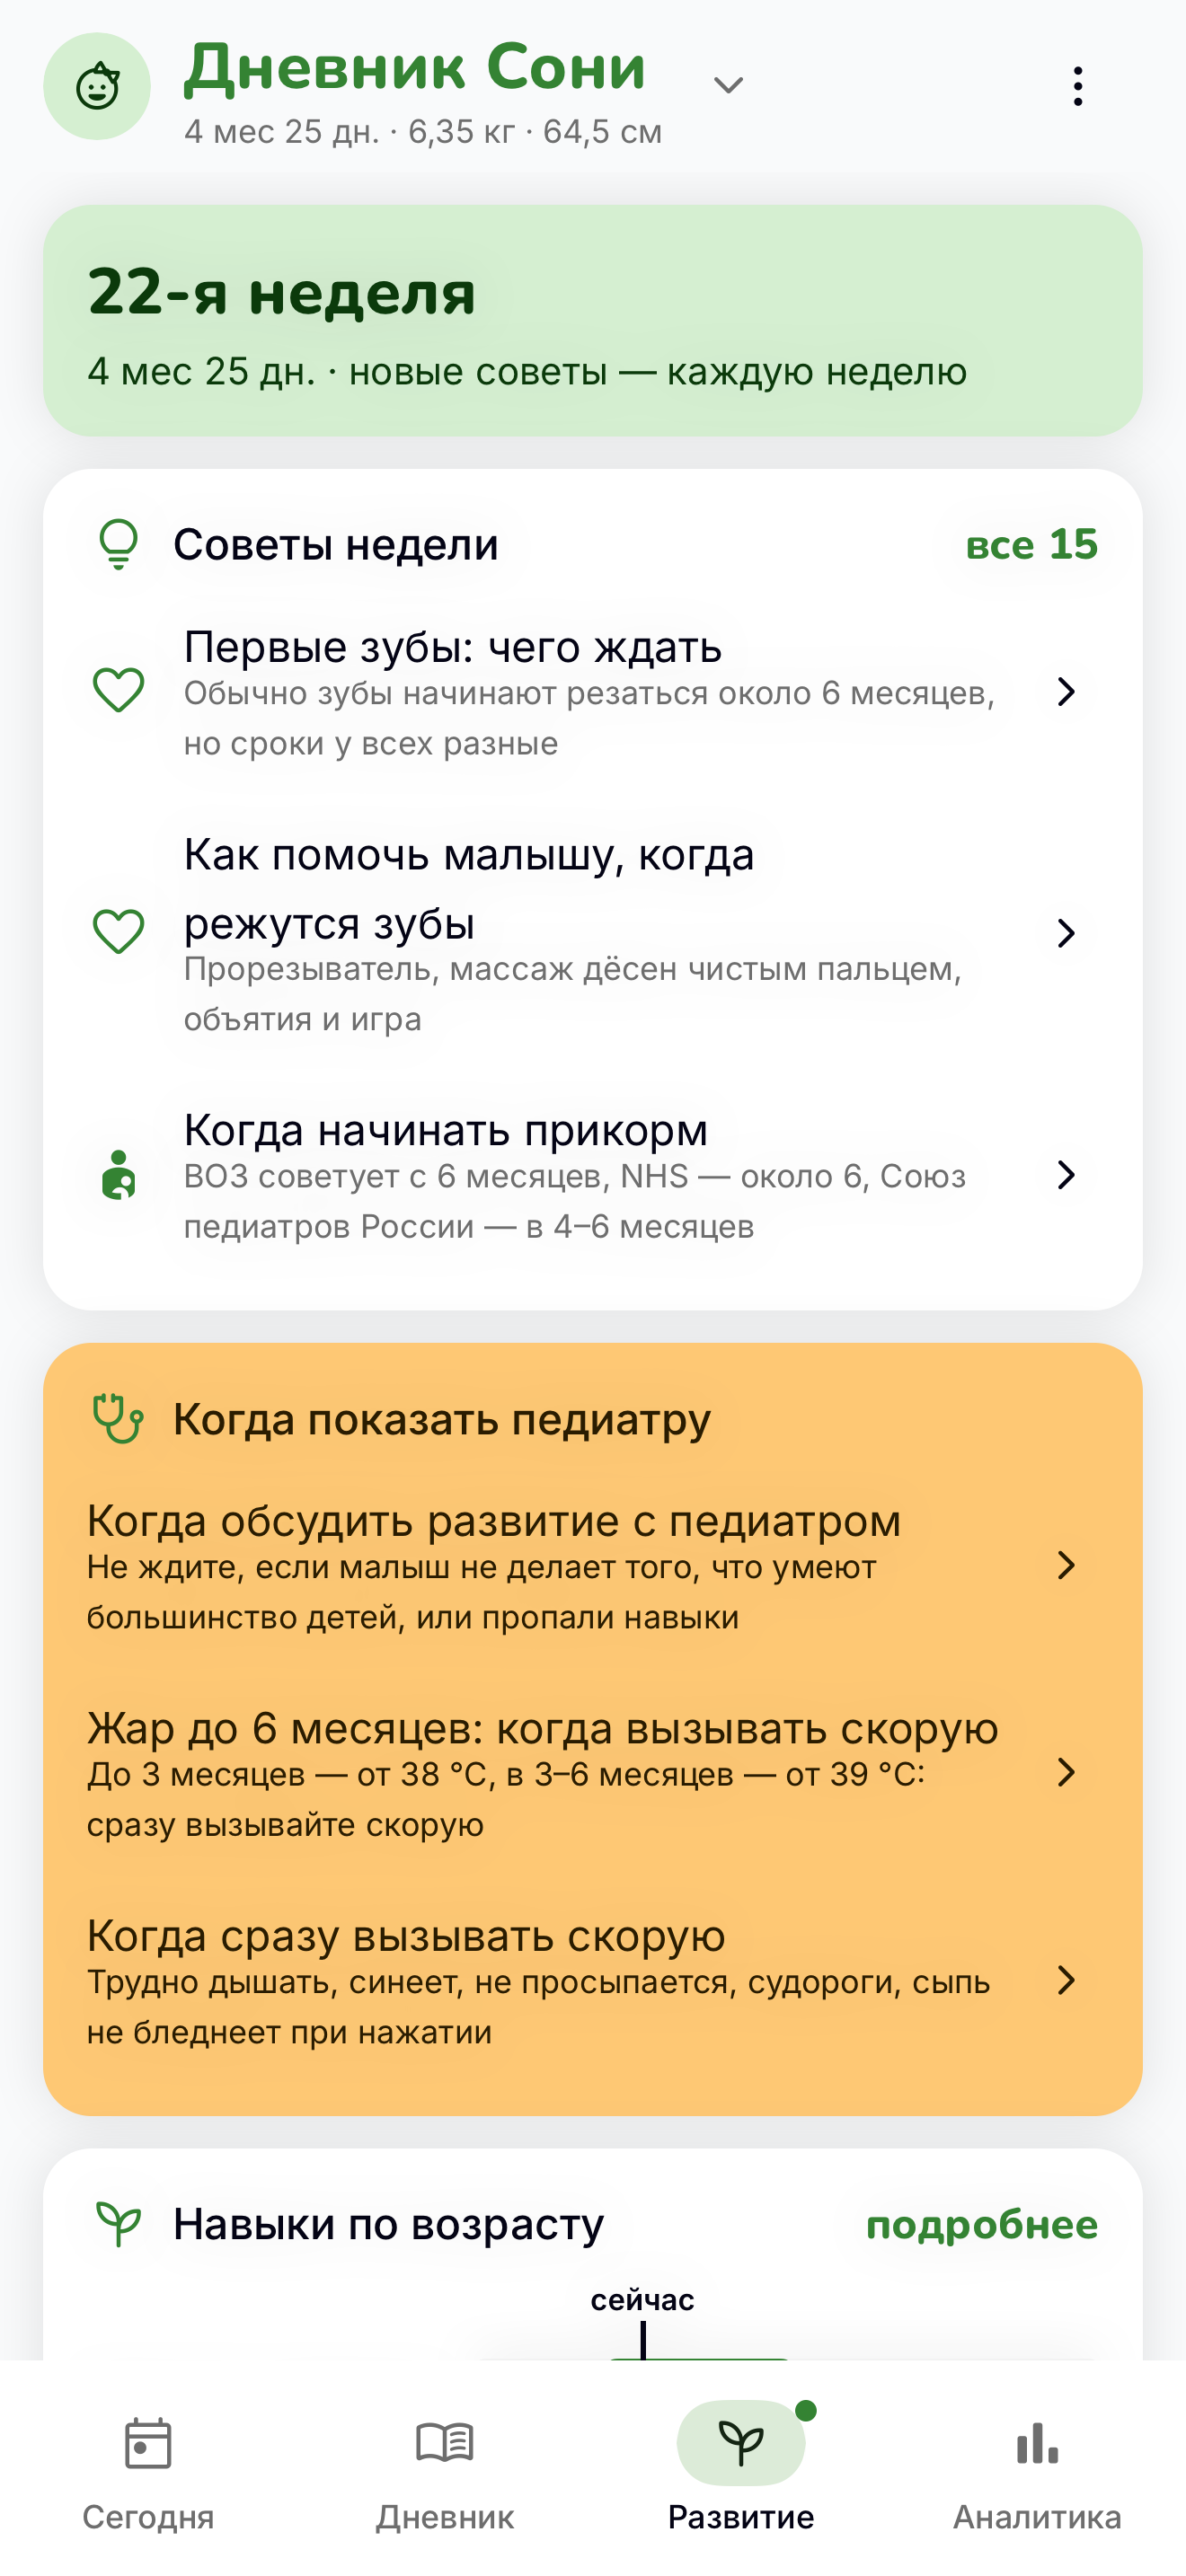 Дневник Сони
4 мес 25 дн. · 6,35 кг · 64,5 см
22-я неделя
4 мес 25 дн. · новые советы — каждую неделю
Советы недели
все 15
Первые зубы: чего ждать
Обычно зубы начинают резаться около 6 месяцев,
но сроки у всех разные
Как помочь малышу, когда
режутся зубы
Прорезыватель, массаж дёсен чистым пальцем,
объятия и игра
Когда начинать прикорм
ВОЗ советует с 6 месяцев, NHS — около 6, Союз
педиатров России — в 4–6 месяцев
Когда показать педиатру
Когда обсудить развитие с педиатром
Не ждите, если малыш не делает того, что умеют
большинство детей, или пропали навыки
Жар до 6 месяцев: когда вызывать скорую
До 3 месяцев — от 38 °C, в 3–6 месяцев — от 39 °C:
сразу вызывайте скорую
Когда сразу вызывать скорую
Трудно дышать, синеет, не просыпается, судороги, сыпь
не бледнеет при нажатии
Навыки по возрасту
подробнее
сейчас
Сегодня
Дневник
Развитие
Аналитика